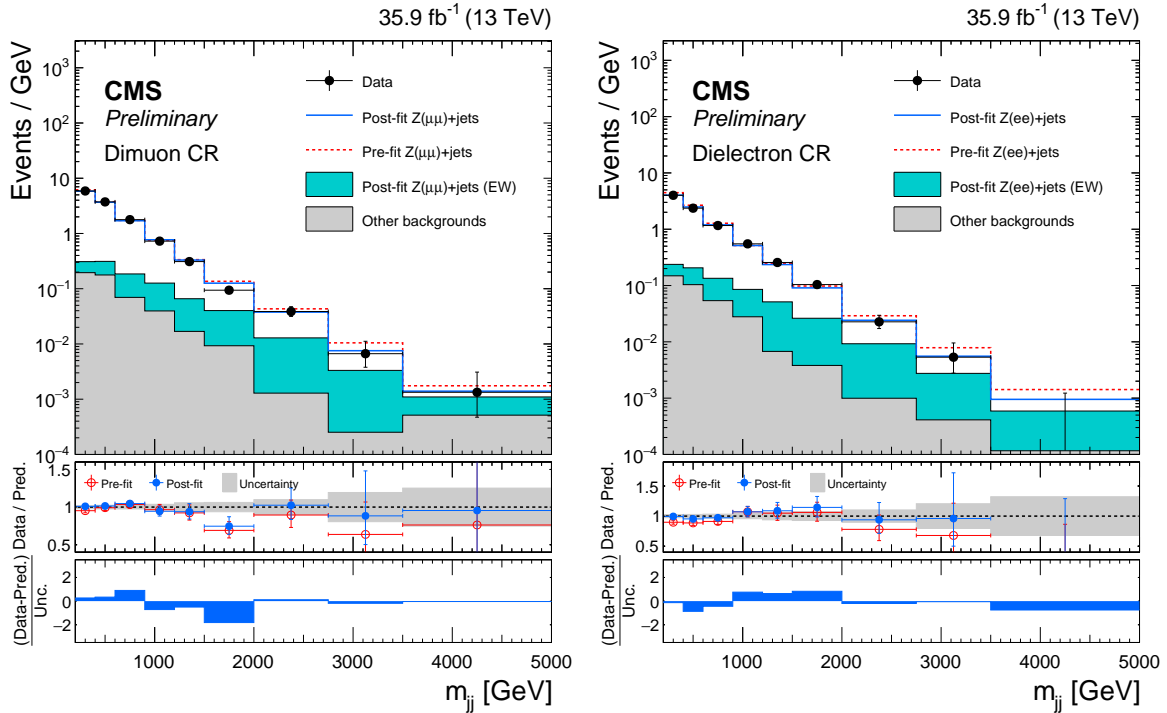 35.9 fb⁻¹ (13 TeV)
Events / GeV
10³
10²
10
1
10⁻¹
10⁻²
10⁻³
10⁻⁴
CMS
Preliminary
Dimuon CR
Data
Post-fit Z(μμ)+jets
Pre-fit Z(μμ)+jets
Post-fit Z(μμ)+jets (EW)
Other backgrounds
Data / Pred.
1.5
1
0.5
Pre-fit
Post-fit
Uncertainty
(Data-Pred.)
Unc.
2
0
−2
1000 2000 3000 4000 5000
m_jj [GeV]
35.9 fb⁻¹ (13 TeV)
Events / GeV
10³
10²
10
1
10⁻¹
10⁻²
10⁻³
10⁻⁴
CMS
Preliminary
Dielectron CR
Data
Post-fit Z(ee)+jets
Pre-fit Z(ee)+jets
Post-fit Z(ee)+jets (EW)
Other backgrounds
Data / Pred.
1.5
1
0.5
Pre-fit
Post-fit
Uncertainty
(Data-Pred.)
Unc.
2
0
−2
1000 2000 3000 4000 5000
m_jj [GeV]